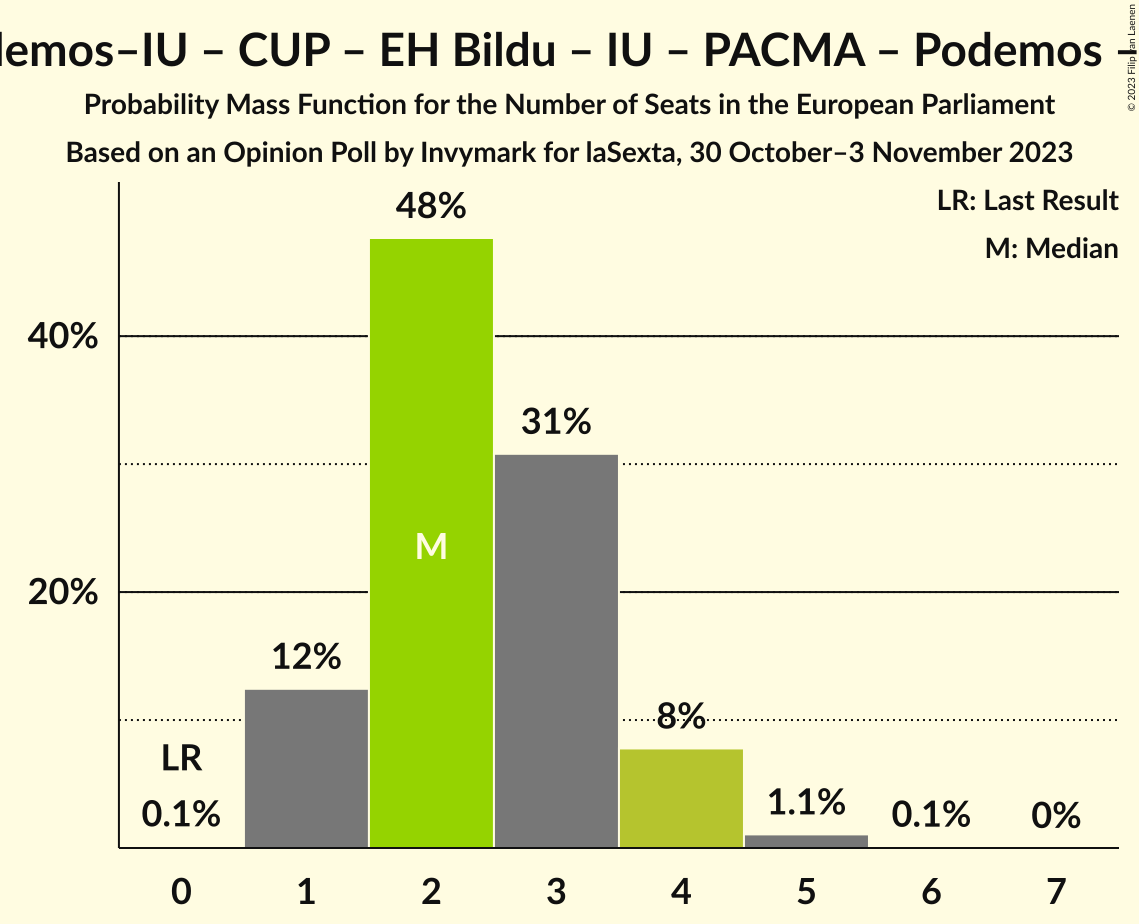 demos–IU – CUP – EH Bildu – IU – PACMA – Podemos –
Probability Mass Function for the Number of Seats in the European Parliament
Based on an Opinion Poll by Invymark for laSexta, 30 October–3 November 2023
© 2023 Filip van Laenen
LR: Last Result
M: Median
48%
40%
31%
M
20%
12%
8%
LR
0.1%
1.1%
0.1%
0%
0 1 2 3 4 5 6 7